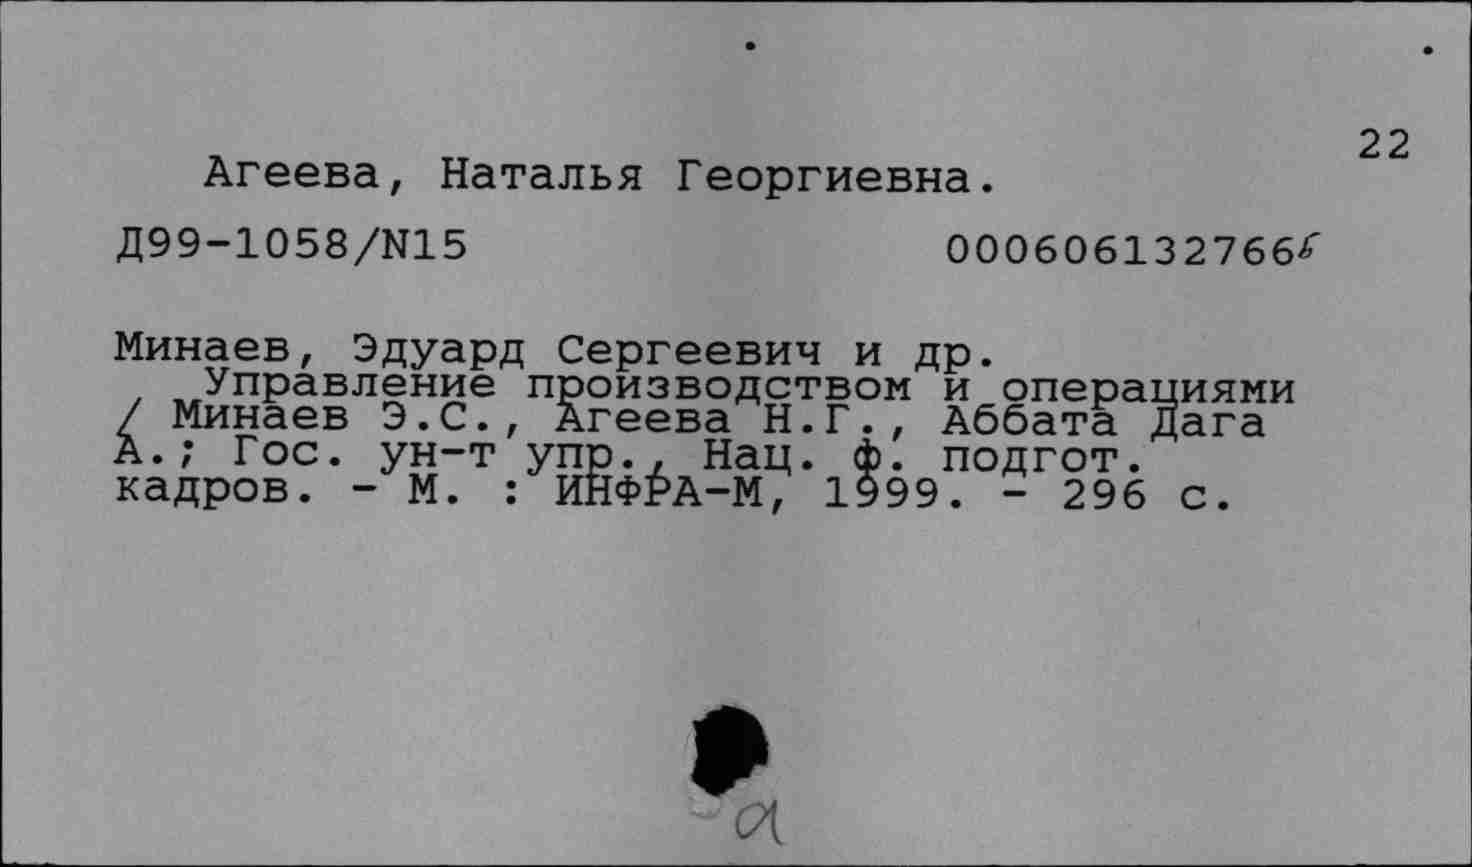 22
Агеева, Наталья Георгиевна.
Д99-1058/N15 000606132766
Минаев, Эдуард Сергеевич и др.
Управление производством и операциями
/ Минаев Э.С., Агеева Н.Г., Аббата Дага
А.; Гос. ун-т упр., Нац. ф. подгот.
кадров. - М. : ИНФРА-М, 1999. - 296 с.